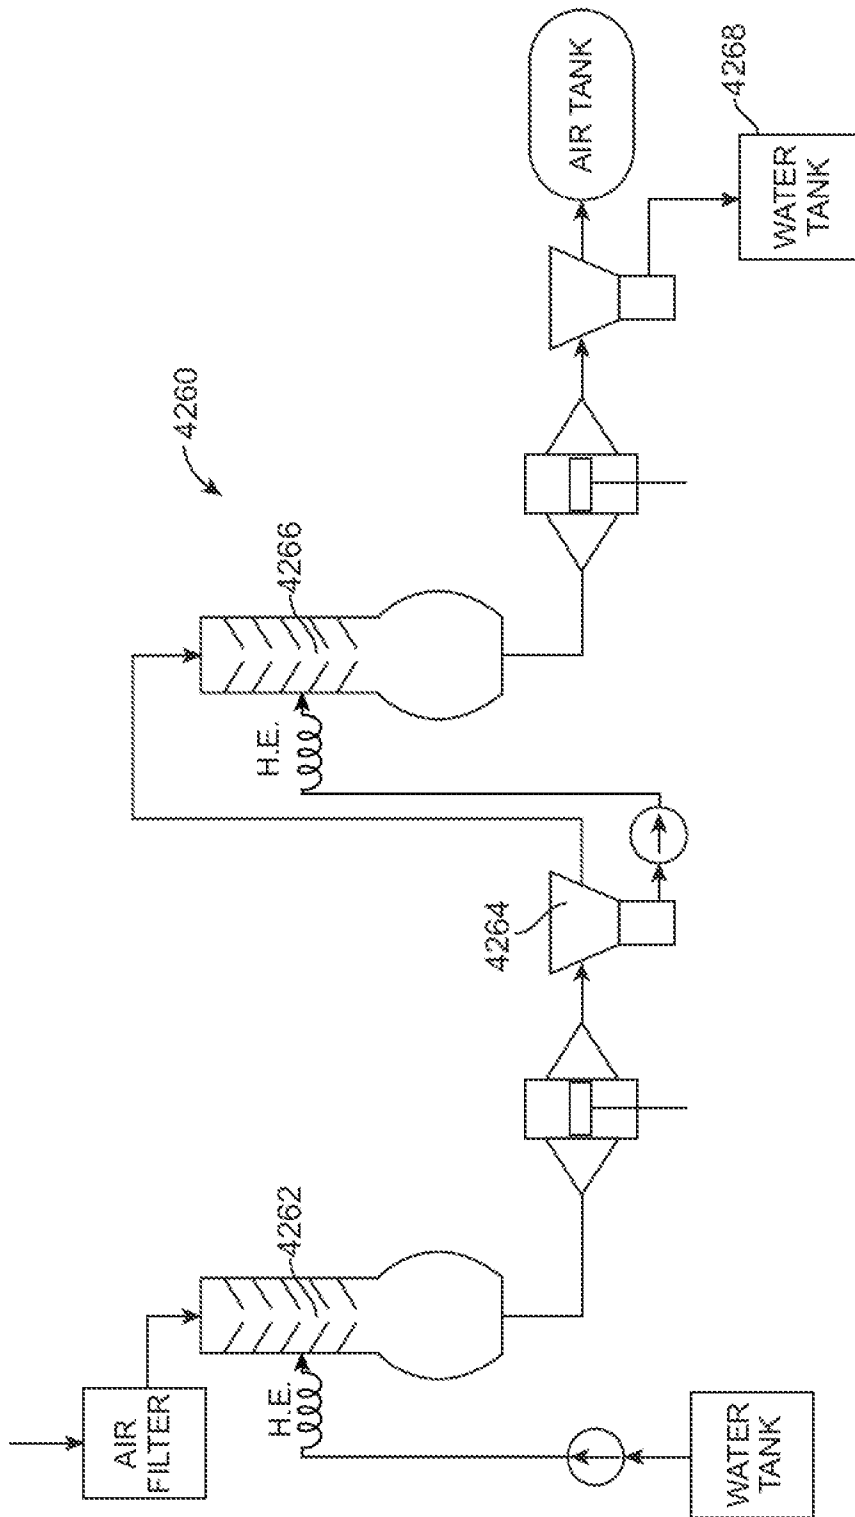 AIR
FILTER
H.E.
4262
WATER
TANK
4260
4264
H.E.
4266
AIR TANK
WATER
TANK
4268